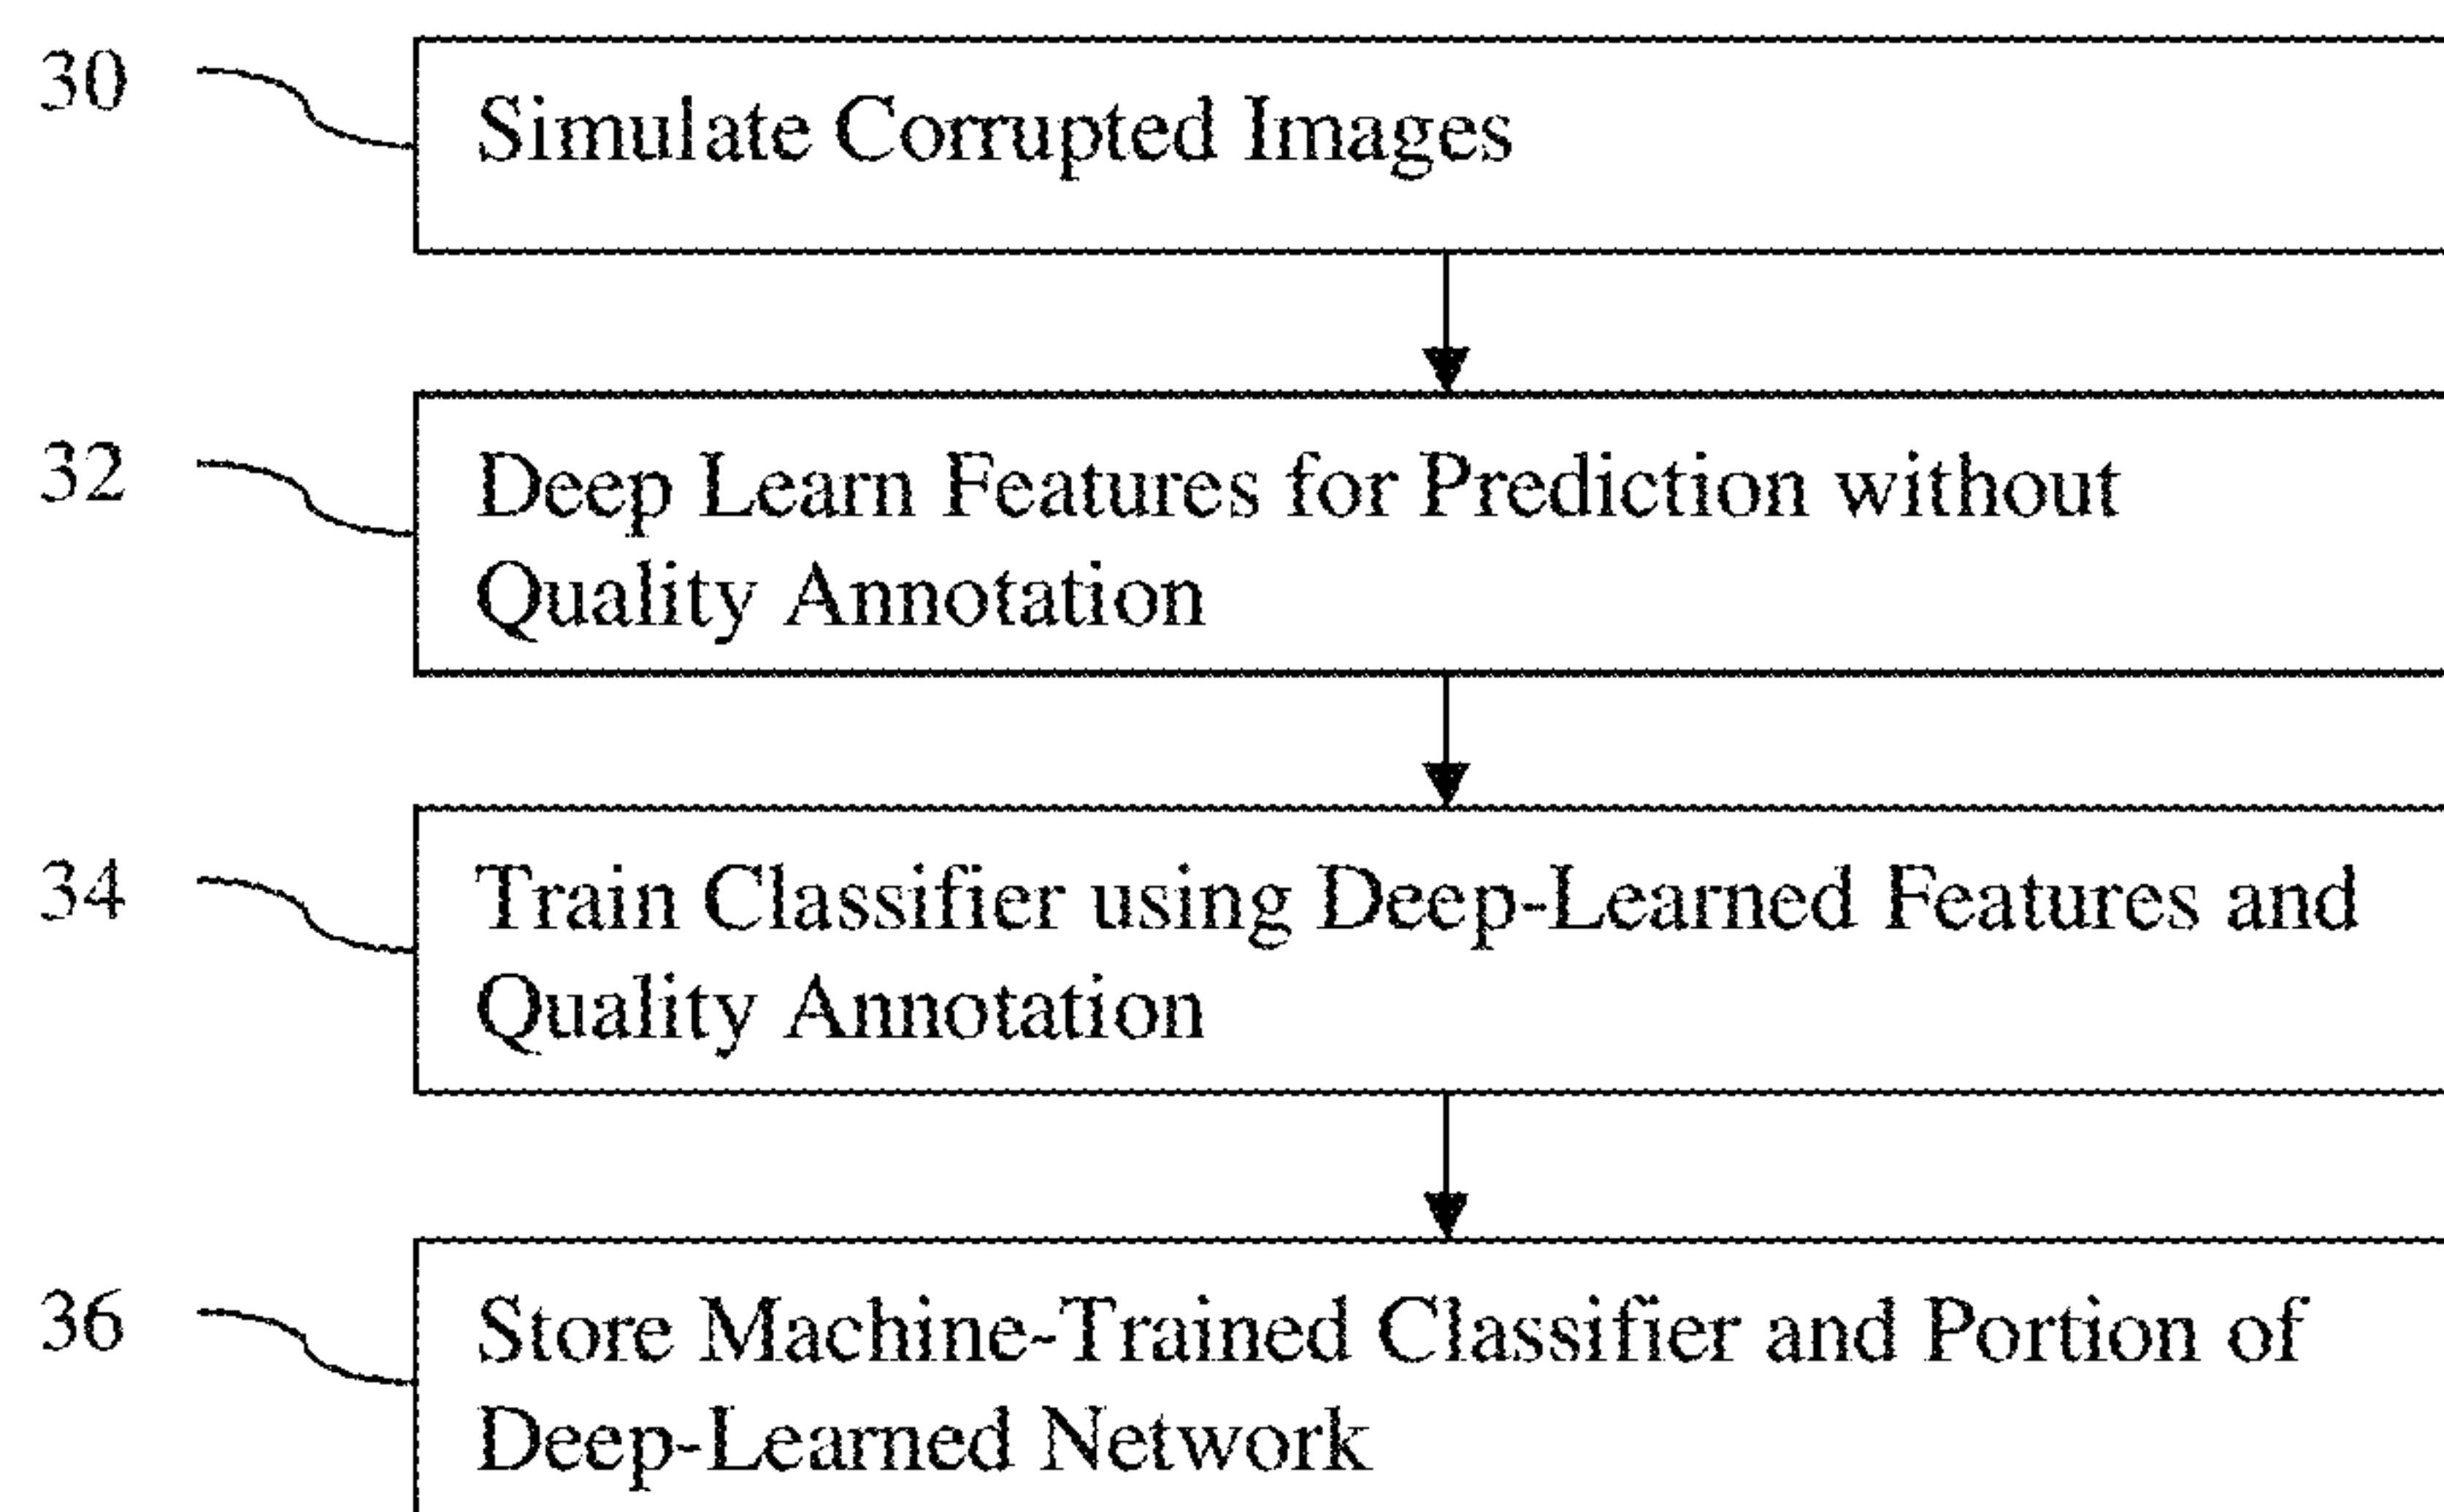 30
Simulate Corrupted Images
32
Deep Learn Features for Prediction without
Quality Annotation
34
Train Classifier using Deep-Learned Features and
Quality Annotation
36
Store Machine-Trained Classifier and Portion of
Deep-Learned Network